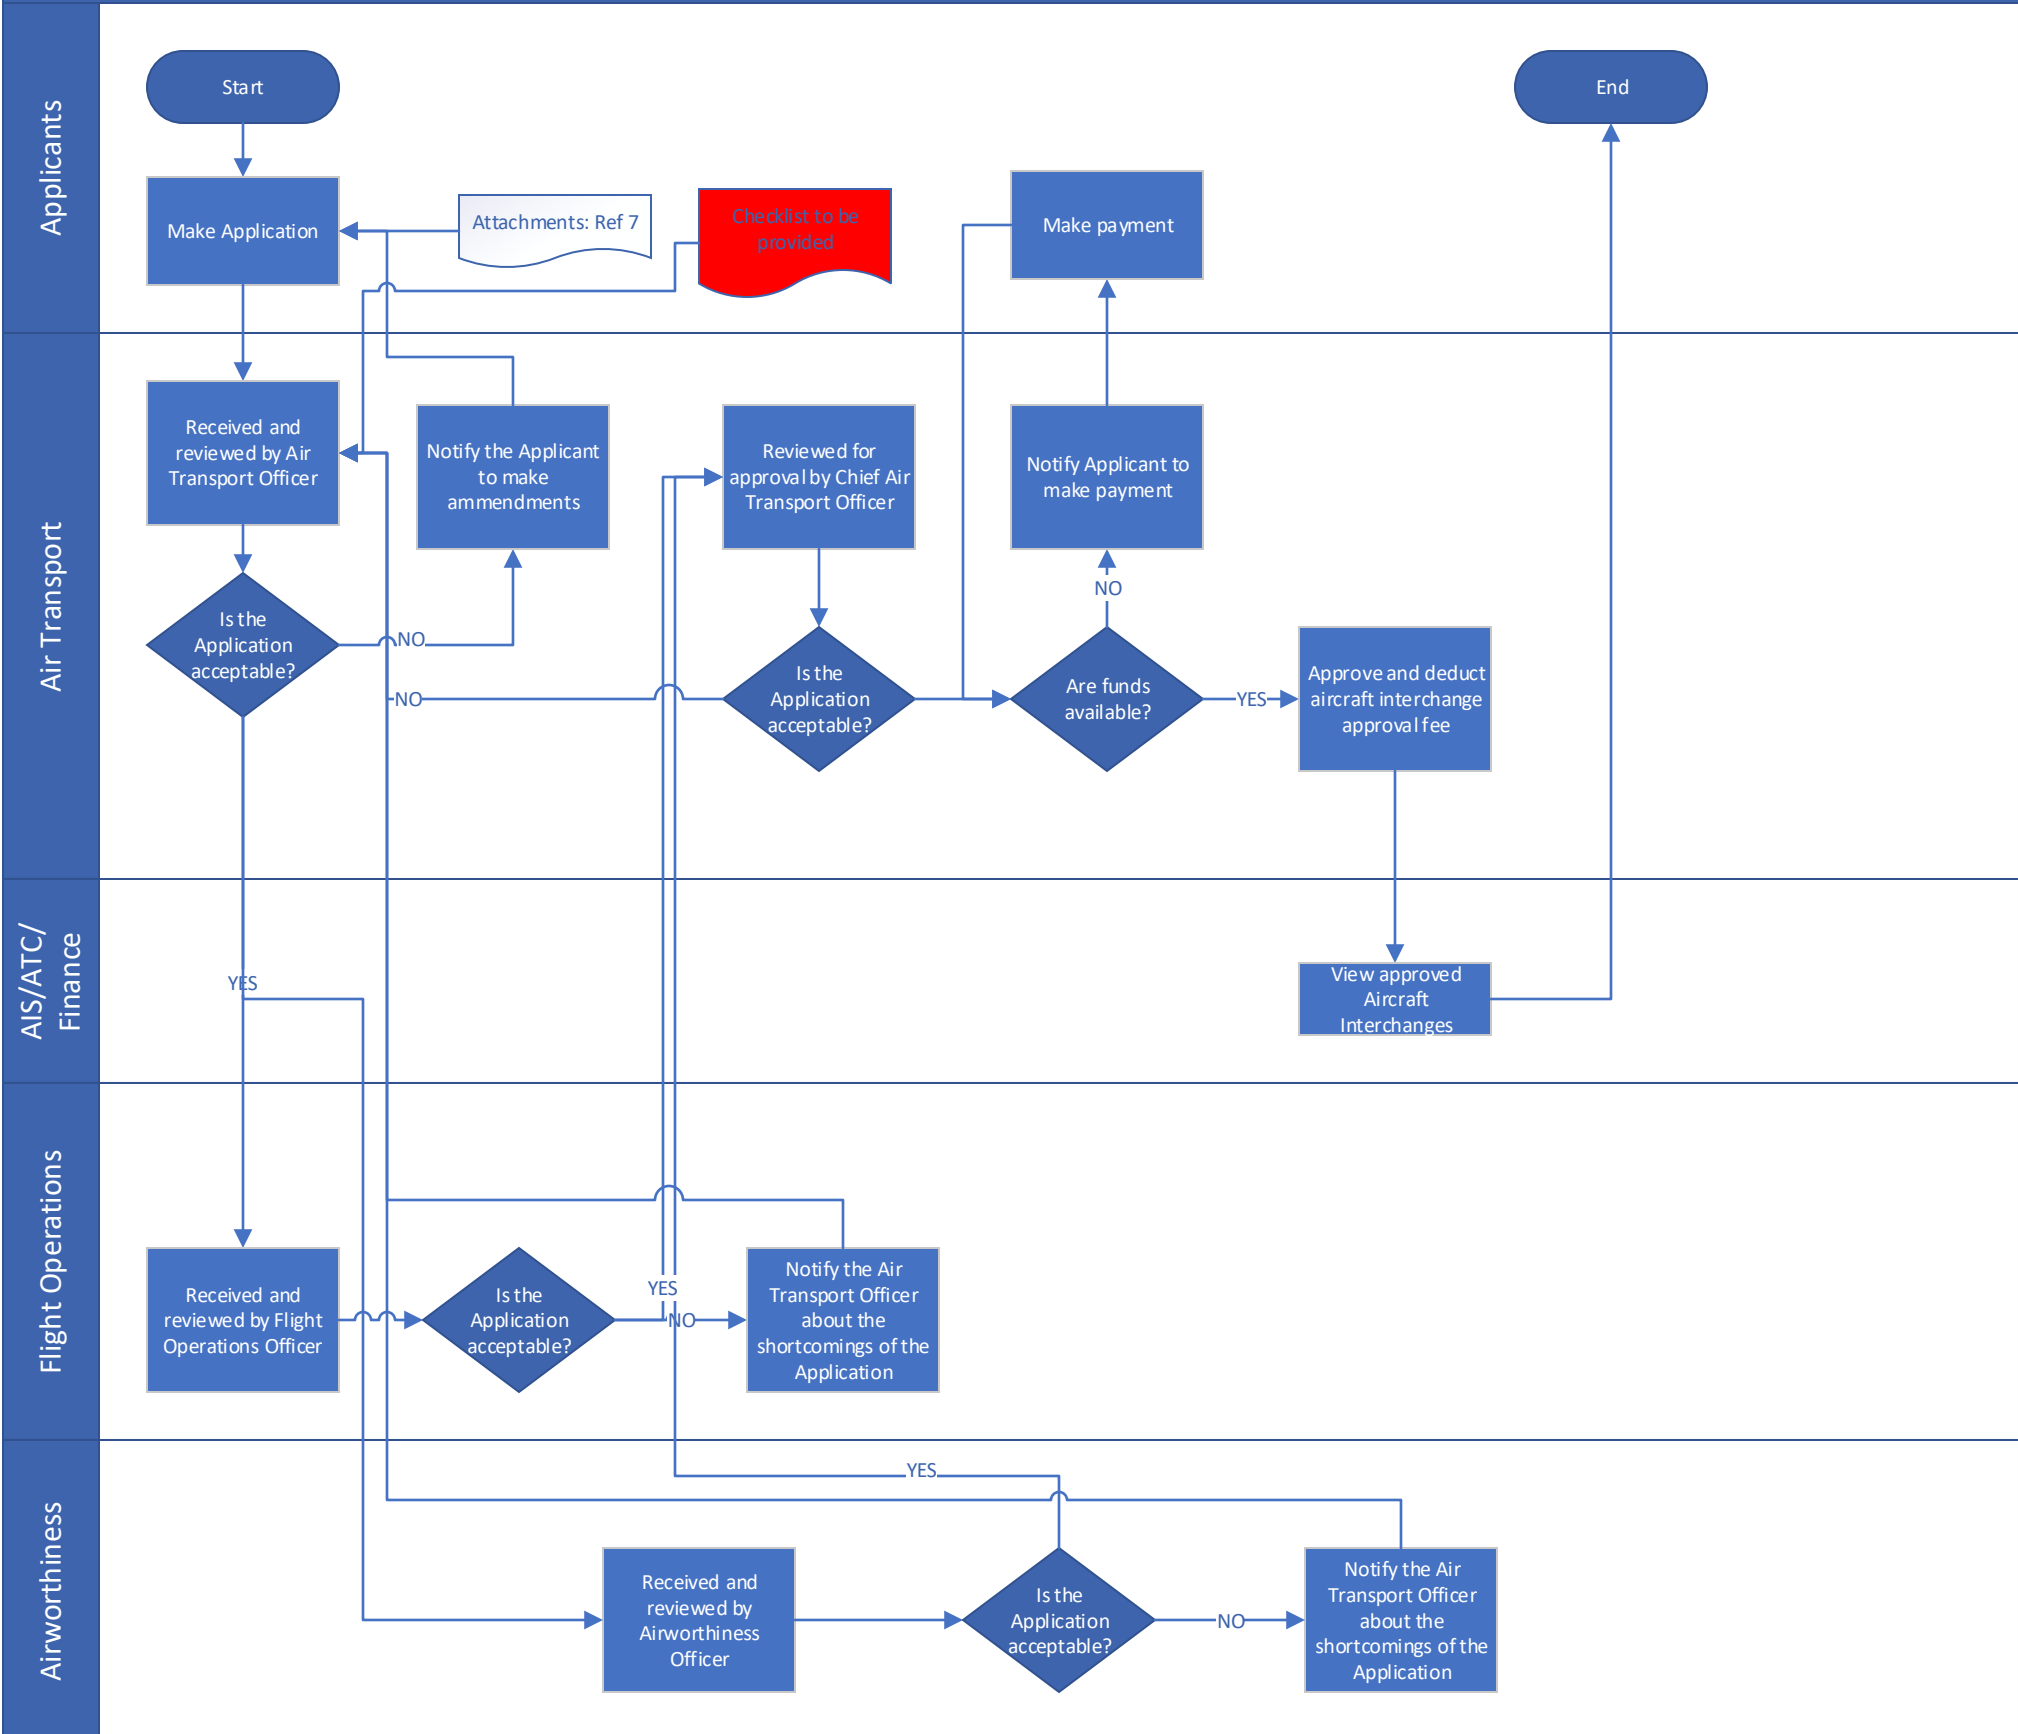 Applicants
Start
End
Make Application
Attachments: Ref 7
Checklist to be
provided
Make payment
Air Transport
Received and
reviewed by Air
Transport Officer
Notify the Applicant
to make
ammendments
Reviewed for
approval by Chief Air
Transport Officer
Notify Applicant to
make payment
NO
Is the
Application
acceptable?
NO
NO
Is the
Application
acceptable?
Are funds
available?
YES
Approve and deduct
aircraft interchange
approval fee
AIS/ATC/
Finance
YES
View approved
Aircraft
Interchanges
Flight Operations
Received and
reviewed by Flight
Operations Officer
Is the
Application
acceptable?
YES
NO
Notify the Air
Transport Officer
about the
shortcomings of the
Application
Airworthiness
YES
Received and
reviewed by
Airworthiness
Officer
Is the
Application
acceptable?
NO
Notify the Air
Transport Officer
about the
shortcomings of the
Application